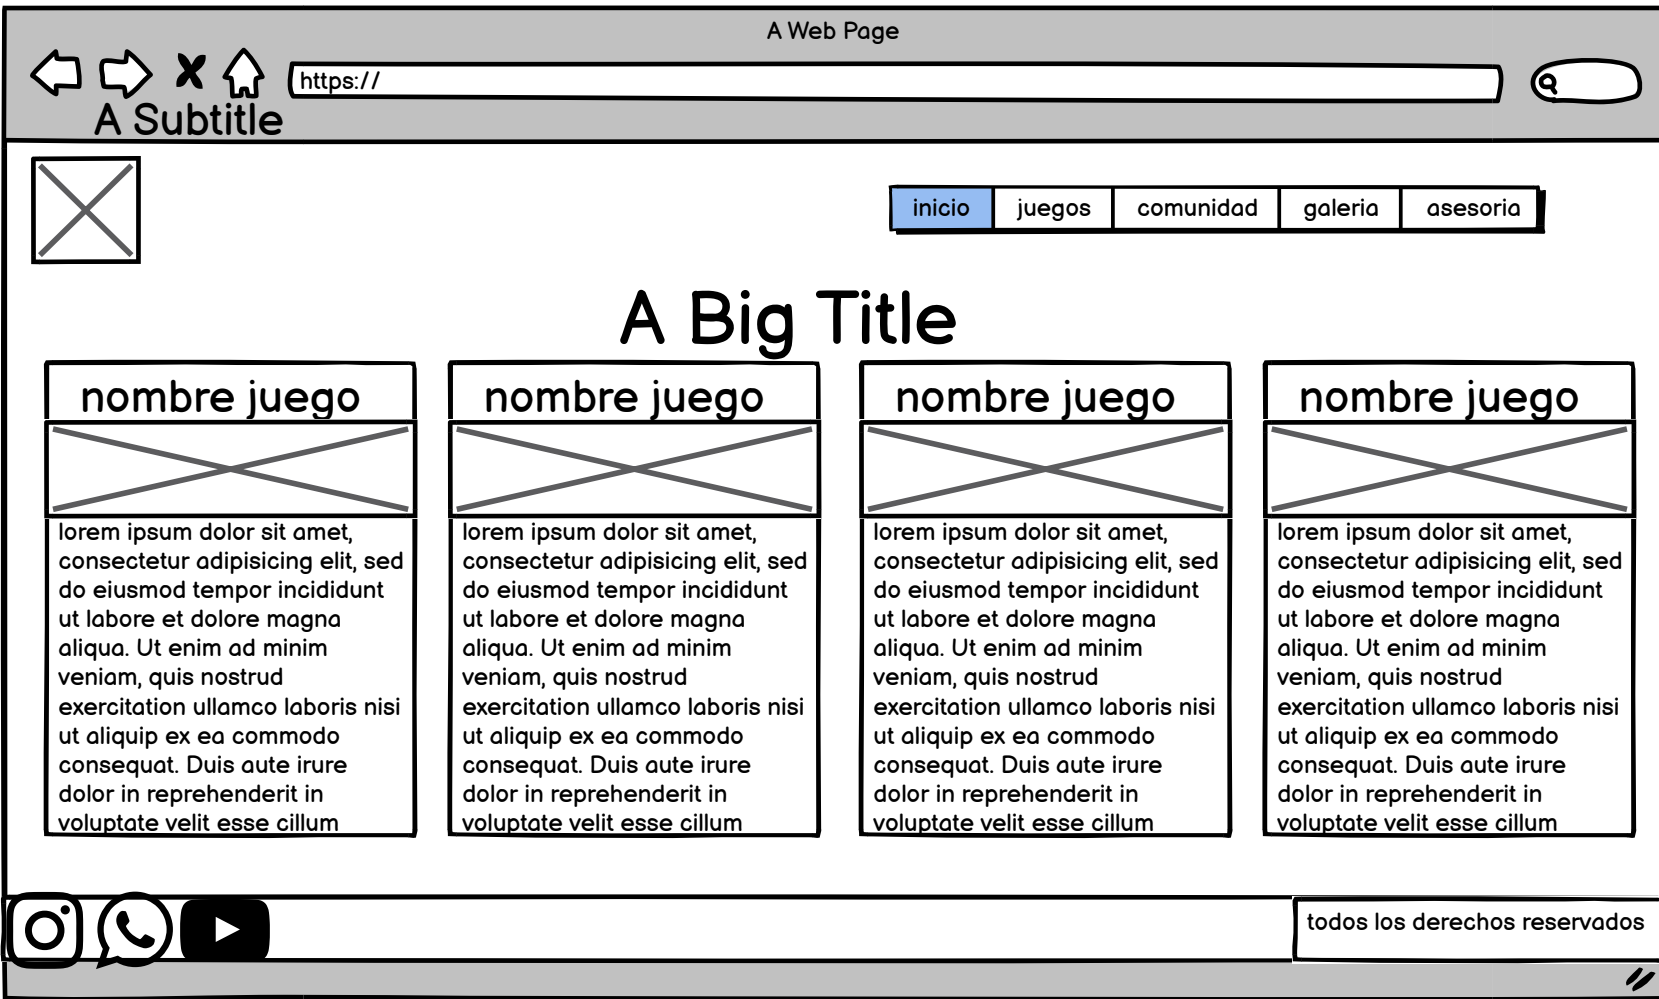 A Web Page
https://
A Subtitle
inicio juegos comunidad galeria asesoria
A Big Title
nombre juego
lorem ipsum dolor sit amet,
consectetur adipisicing elit, sed
do eiusmod tempor incididunt
ut labore et dolore magna
aliqua. Ut enim ad minim
veniam, quis nostrud
exercitation ullamco laboris nisi
ut aliquip ex ea commodo
consequat. Duis aute irure
dolor in reprehenderit in
voluptate velit esse cillum
nombre juego
lorem ipsum dolor sit amet,
consectetur adipisicing elit, sed
do eiusmod tempor incididunt
ut labore et dolore magna
aliqua. Ut enim ad minim
veniam, quis nostrud
exercitation ullamco laboris nisi
ut aliquip ex ea commodo
consequat. Duis aute irure
dolor in reprehenderit in
voluptate velit esse cillum
nombre juego
lorem ipsum dolor sit amet,
consectetur adipisicing elit, sed
do eiusmod tempor incididunt
ut labore et dolore magna
aliqua. Ut enim ad minim
veniam, quis nostrud
exercitation ullamco laboris nisi
ut aliquip ex ea commodo
consequat. Duis aute irure
dolor in reprehenderit in
voluptate velit esse cillum
nombre juego
lorem ipsum dolor sit amet,
consectetur adipisicing elit, sed
do eiusmod tempor incididunt
ut labore et dolore magna
aliqua. Ut enim ad minim
veniam, quis nostrud
exercitation ullamco laboris nisi
ut aliquip ex ea commodo
consequat. Duis aute irure
dolor in reprehenderit in
voluptate velit esse cillum
todos los derechos reservados